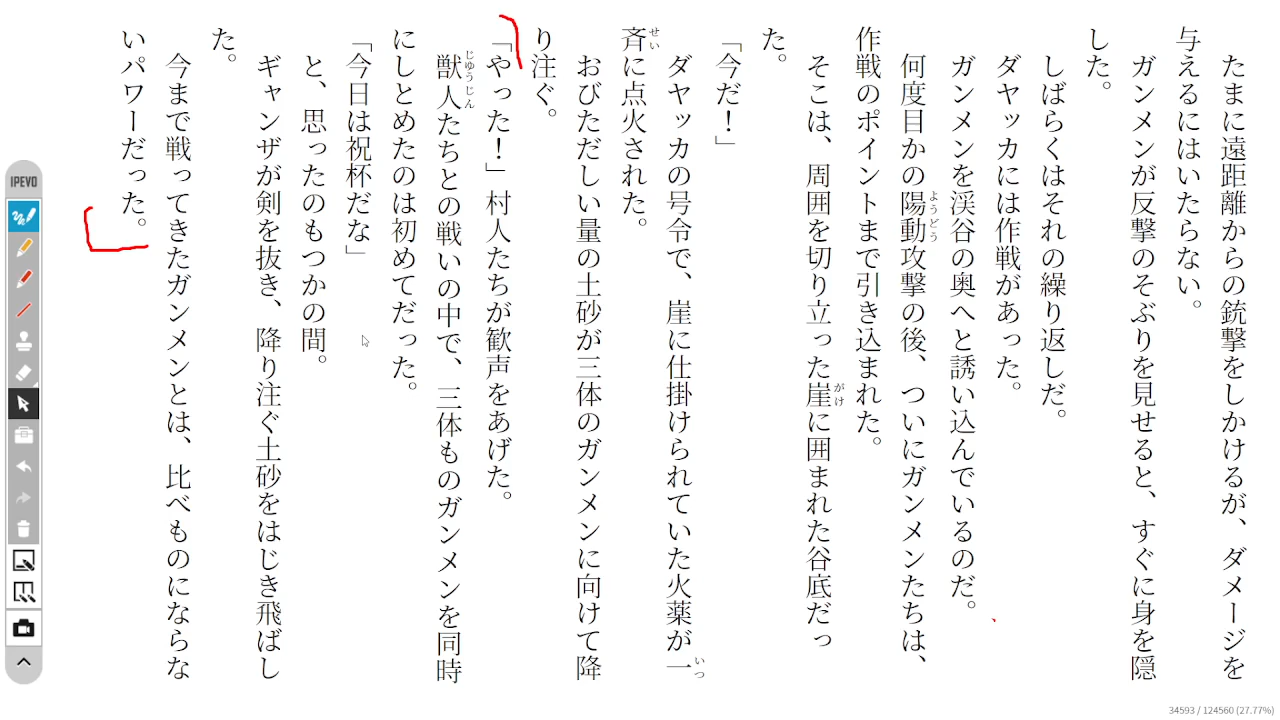 たまに遠距離からの銃撃をしかけるが、ダメージを
与えるにはいたらない。
ガンメンが反撃のそぶりを見せると、すぐに身を隠
した。
しばらくはそれの繰り返しだ。
ダヤッカには作戦があった。
ガンメンを渓谷の奥へと誘い込んでいるのだ。
何度目かの陽動攻撃の後、ついにガンメンたちは、
ようどう
作戦のポイントまで引き込まれた。
そこは、周囲を切り立った崖に囲まれた谷底だっ
がけ
た。
「今だ！」
ダヤッカの号令で、崖に仕掛けられていた火薬が一
いっ
斉に点火された。
せい
おびただしい量の土砂が三体のガンメンに向けて降
り注ぐ。
「やった！」村人たちが歓声をあげた。
獣人たちとの戦いの中で、三体ものガンメンを同時
じゅうじん
にしとめたのは初めてだった。
「今日は祝杯だな」
と、思ったのもつかの間。
ギャンザが剣を抜き、降り注ぐ土砂をはじき飛ばし
た。
今まで戦ってきたガンメンとは、比べものにならな
いパワーだった。
IPEVO
34593 / 124560 (27.77%)